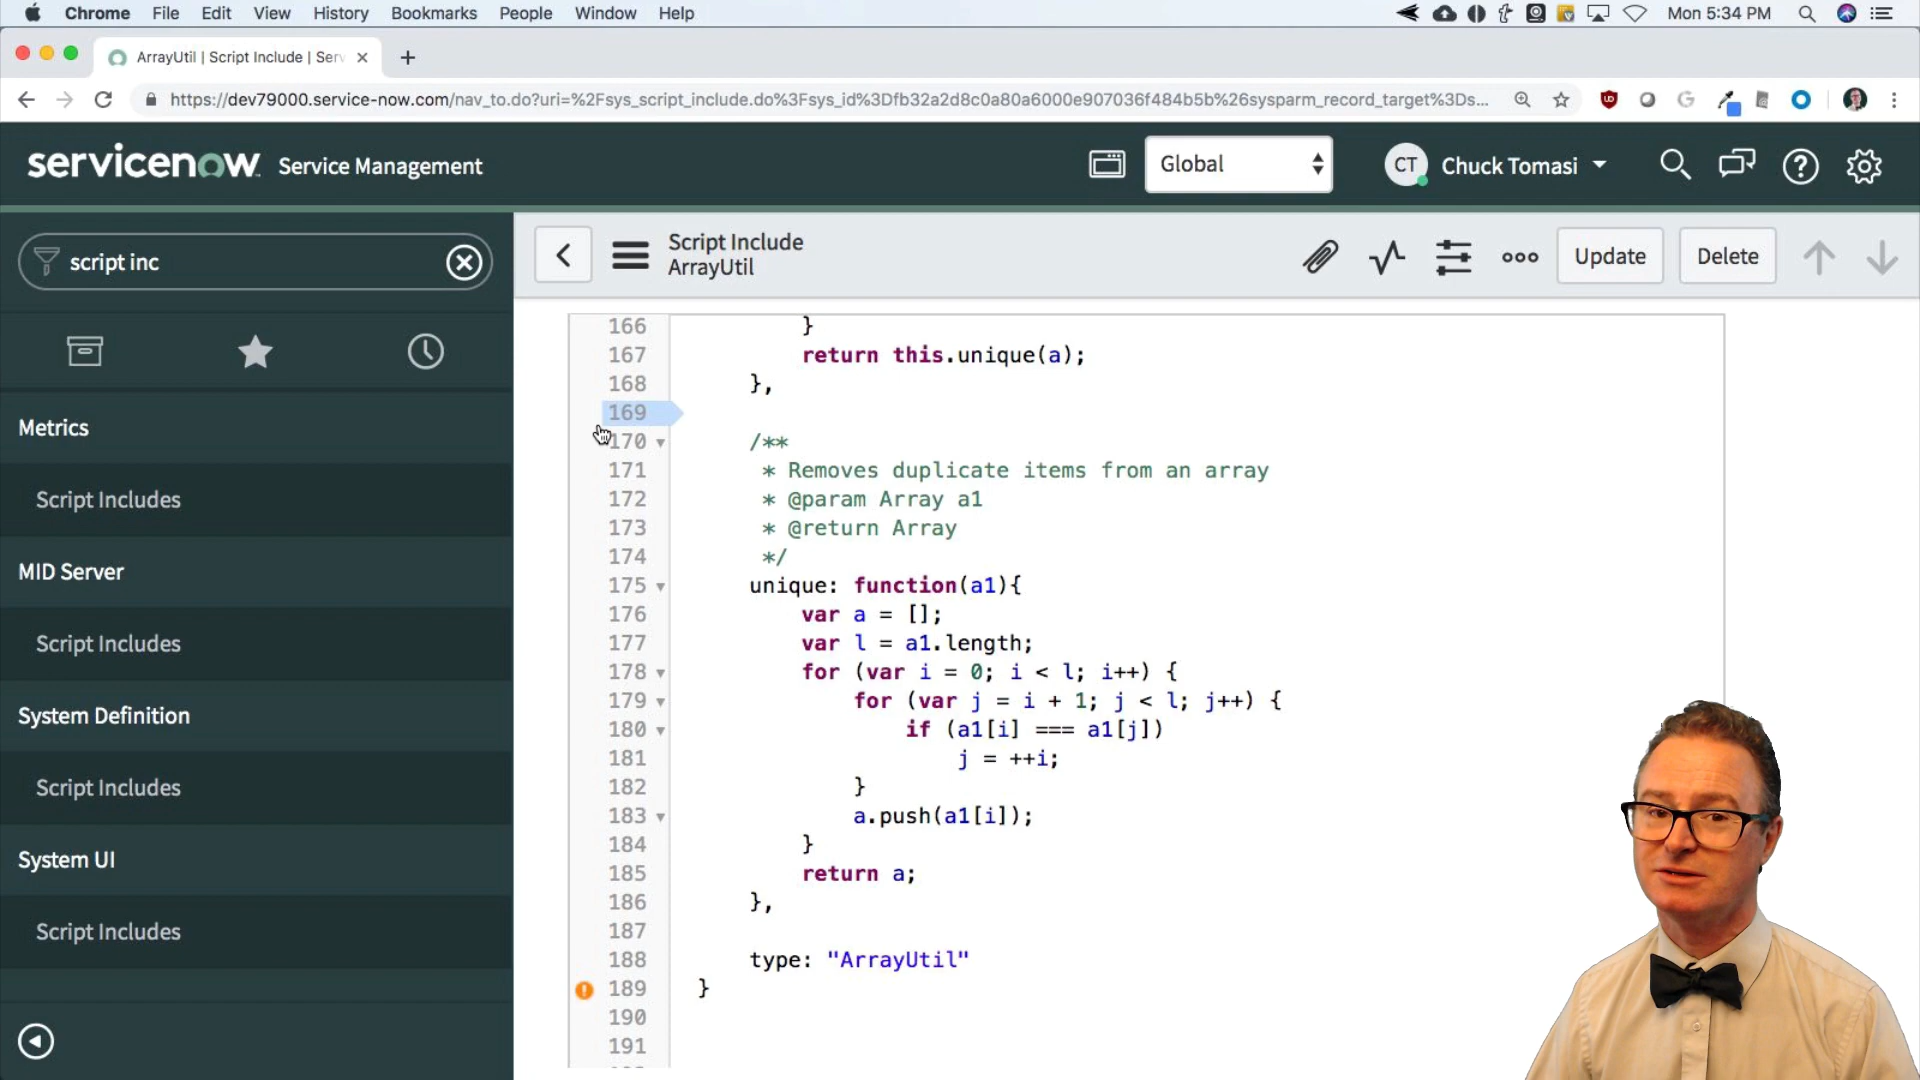 Chrome File Edit View History Bookmarks People Window Help Mon 5:34 PM
ArrayUtil | Script Include | Serv
https://dev79000.service-now.com/nav_to.do?uri=%2Fsys_script_include.do%3Fsys_id%3Dfb32a2d8c0a80a6000e907036f484b5b%26sysparm_record_target%3Ds...
servicenow Service Management Global CT Chuck Tomasi
script inc
Script Include
ArrayUtil
Update Delete
Metrics
Script Includes
MID Server
Script Includes
System Definition
Script Includes
System UI
Script Includes
166 }
167 return this.unique(a);
168 },
169
170 /**
171 * Removes duplicate items from an array
172 * @param Array a1
173 * @return Array
174 */
175 unique: function(a1){
176 var a = [];
177 var l = a1.length;
178 for (var i = 0; i < l; i++) {
179 for (var j = i + 1; j < l; j++) {
180 if (a1[i] === a1[j])
181 j = ++i;
182 }
183 a.push(a1[i]);
184 }
185 return a;
186 },
187
188 type: "ArrayUtil"
189 }
190
191